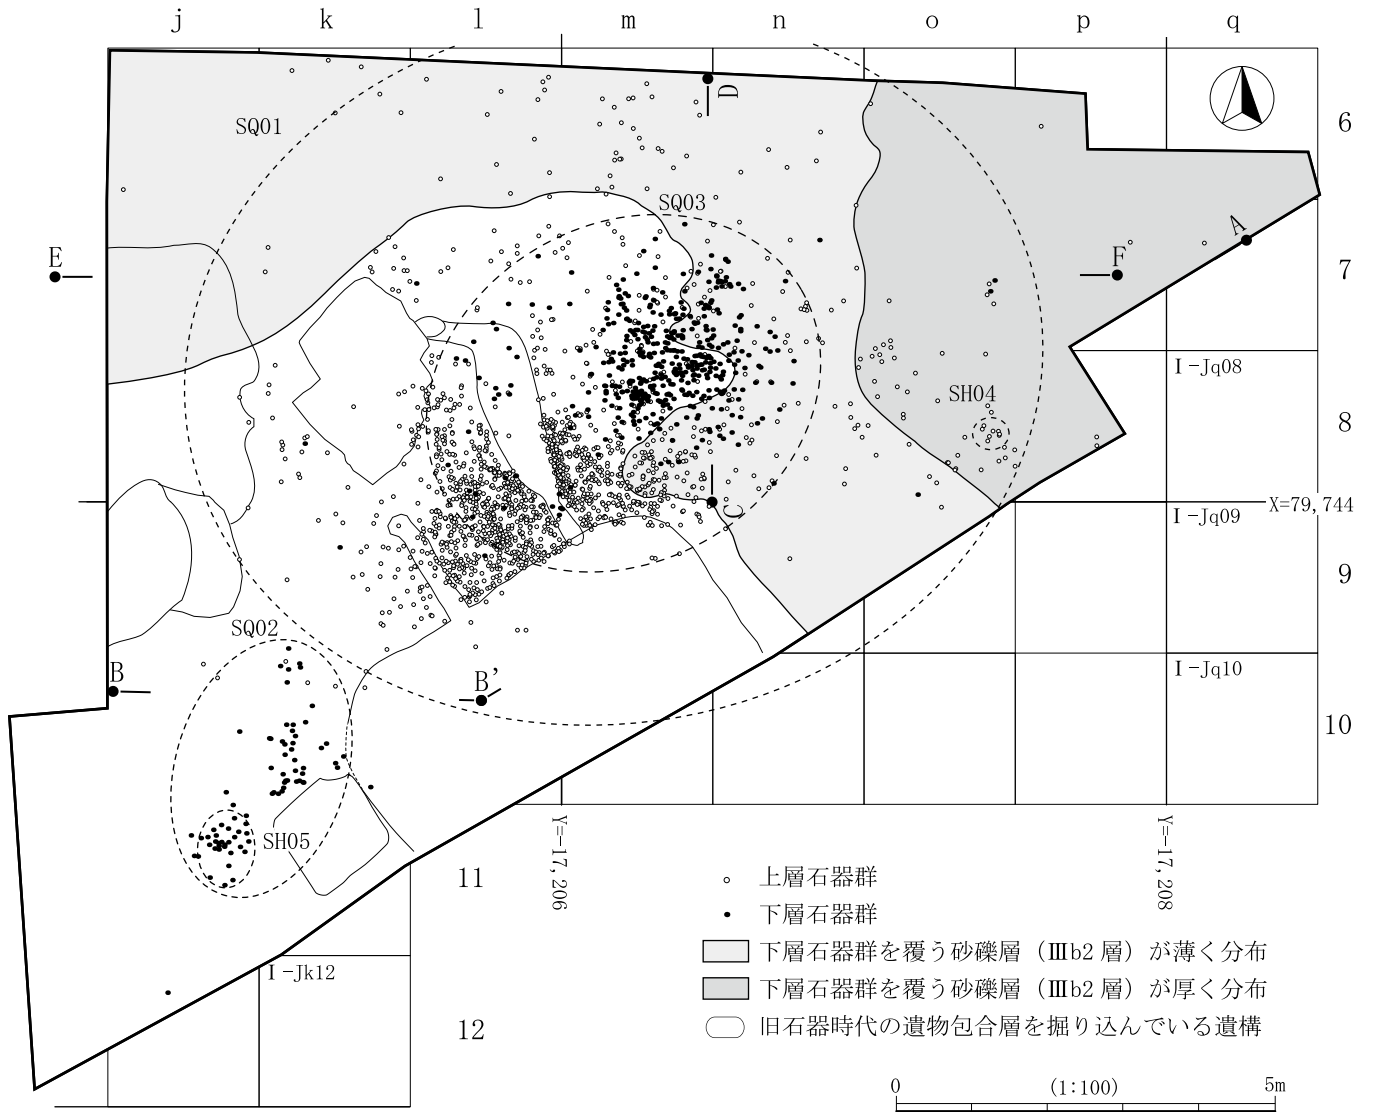 j k l m n o p q
6
7
8
9
10
11
12
SQ01
D
SQ03
E
A
F
I-Jq08
SH04
C
X=79,744
I-Jq09
SQ02
I-Jq10
B
B'
SH05
Y=-17,206
Y=-17,208
I-Jk12
上層石器群
下層石器群
下層石器群を覆う砂礫層（Ⅲb2 層）が薄く分布
下層石器群を覆う砂礫層（Ⅲb2 層）が厚く分布
旧石器時代の遺物包含層を掘り込んでいる遺構
0 (1:100) 5m